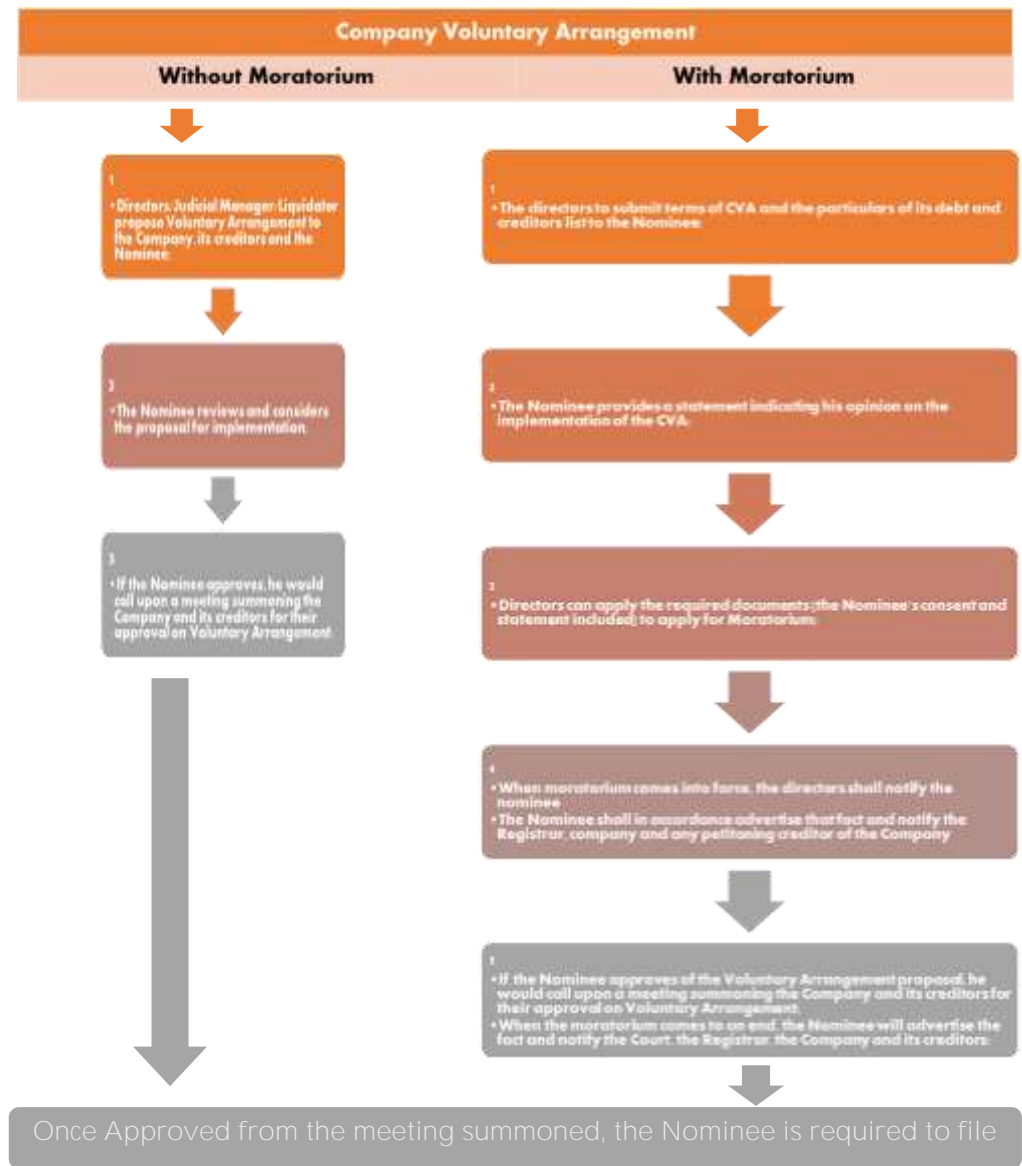 Company Voluntary Arrangement
Without Moratorium
With Moratorium
1
• Directors, Judicial Manager, Liquidator
propose Voluntary Arrangement to
the Company, its creditors and the
Nominee;
2
• The Nominee reviews and considers
the proposal for implementation
3
• If the Nominee approves, he would
call upon a meeting summoning the
Company and its creditors for their
approval on Voluntary Arrangement
1
• The directors to submit terms of CVA and the particulars of its debt and
creditors list to the Nominee;
2
• The Nominee provides a statement indicating his opinion on the
implementation of the CVA;
3
• Directors can apply the required documents [the Nominee's consent and
statement included] to apply for Moratorium;
4
• When moratorium comes into force, the directors shall notify the
nominee
• The Nominee shall in accordance advertise that fact and notify the
Registrar, company and any petitoning creditor of the Company
5
• If the Nominee approves of the Voluntary Arrangement proposal, he
would call upon a meeting summoning the Company and its creditors for
their approval on Voluntary Arrangement.
• When the moratorium comes to an end, the Nominee will advertise the
fact and notify the Court, the Registrar, the Company and its creditors;
Once Approved from the meeting summoned, the Nominee is required to file